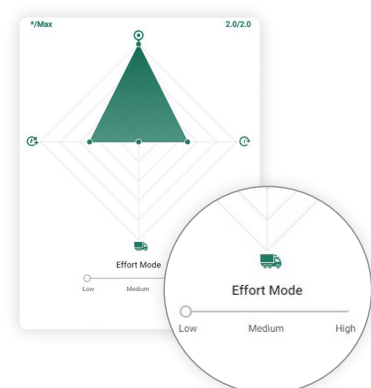 */Max 2.0/2.0
Effort Mode
Low Medium
Effort Mode
Low Medium High